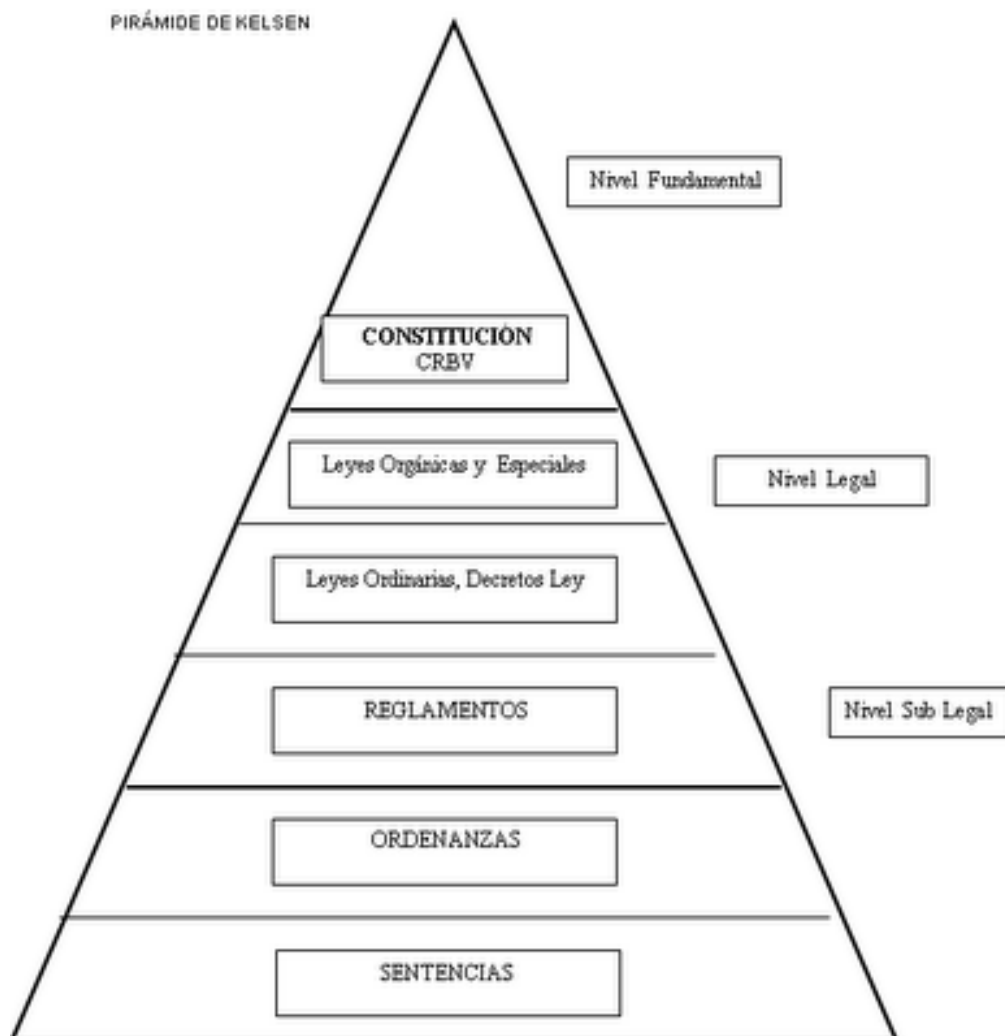 PIRÁMIDE DE KELSEN
Nivel Fundamental
CONSTITUCIÓN
CRBV
Leyes Orgánicas y Especiales
Nivel Legal
Leyes Ordinarias, Decretos Ley
REGLAMENTOS
Nivel Sub Legal
ORDENANZAS
SENTENCIAS